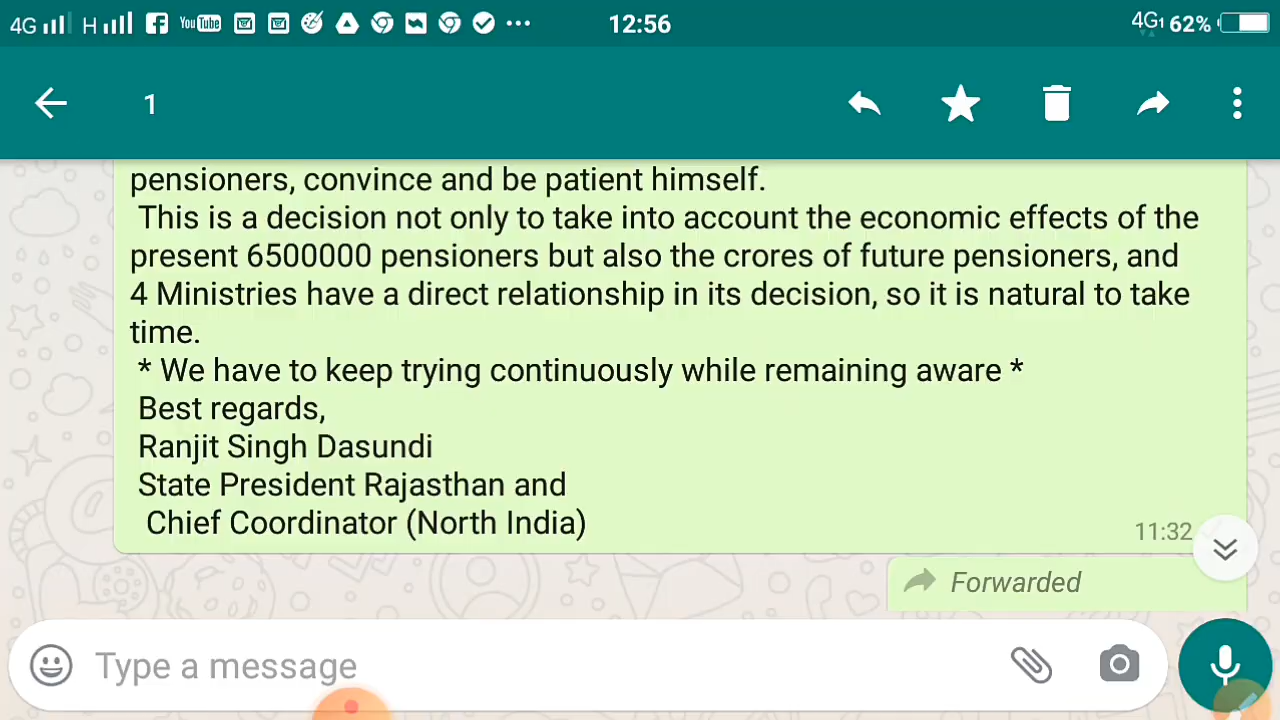 4G H YouTube 12:56 4G1 62%
1
pensioners, convince and be patient himself.
This is a decision not only to take into account the economic effects of the
present 6500000 pensioners but also the crores of future pensioners, and
4 Ministries have a direct relationship in its decision, so it is natural to take
time.
* We have to keep trying continuously while remaining aware *
Best regards,
Ranjit Singh Dasundi
State President Rajasthan and
Chief Coordinator (North India)
11:32
Forwarded
Type a message